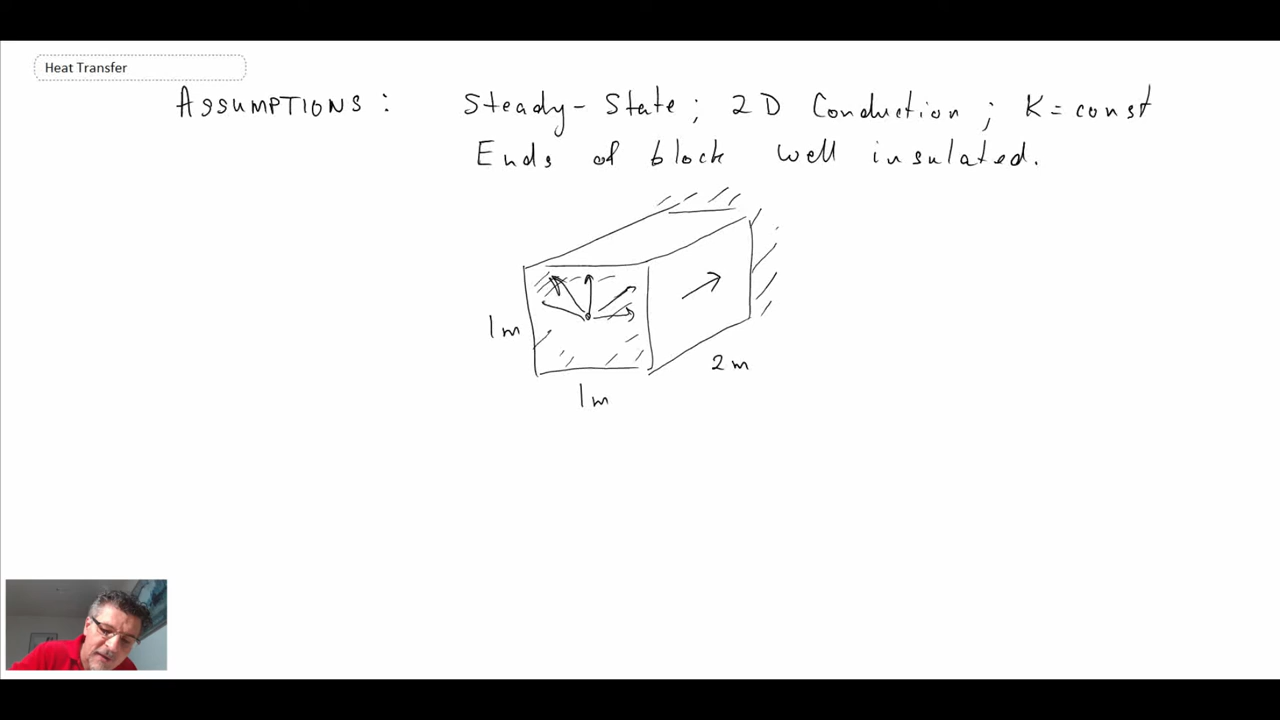 Heat Transfer
ASSUMPTIONS : Steady-State ; 2D Conduction ; K = const
Ends of block well insulated.
1m
2m
1m